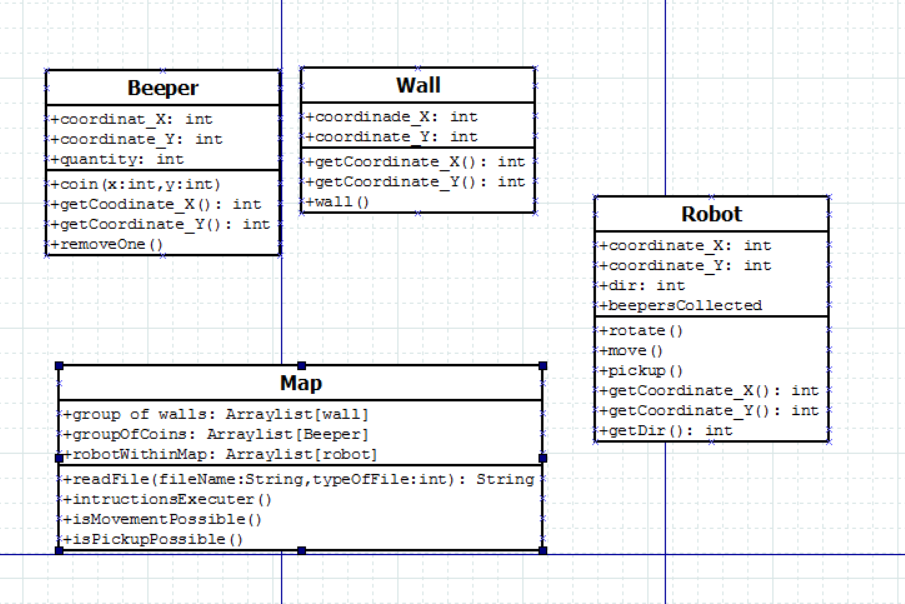 Beeper
+coordinat_X: int
+coordinate_Y: int
+quantity: int
+coin(x:int,y:int)
+getCoodinate_X(): int
+getCoordinate_Y(): int
+removeOne()
Wall
+coordinade_X: int
+coordinate_Y: int
+getCoordinate_X(): int
+getCoordinate_Y(): int
+wall()
Robot
+coordinate_X: int
+coordinate_Y: int
+dir: int
+beepersCollected
+rotate()
+move()
+pickup()
+getCoordinate_X(): int
+getCoordinate_Y(): int
+getDir(): int
Map
+group of walls: Arraylist[wall]
+groupOfCoins: Arraylist[Beeper]
+robotWithinMap: Arraylist[robot]
+readFile(fileName:String,typeOfFile:int): String
+intructionsExecuter()
+isMovementPossible()
+isPickupPossible()